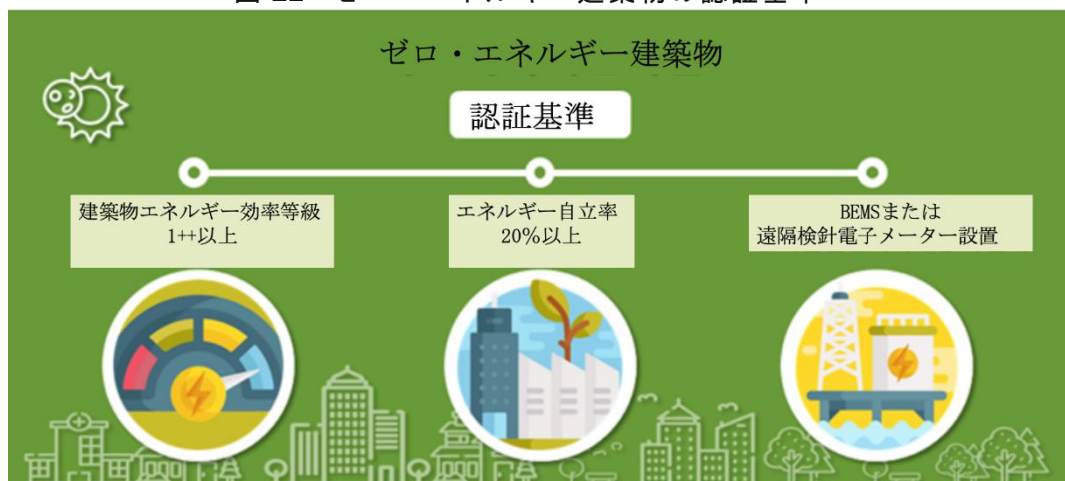 ゼロ・エネルギー建築物
認証基準
建築物エネルギー効率等級
1++以上
エネルギー自立率
20%以上
BEMSまたは
遠隔検針電子メーター設置